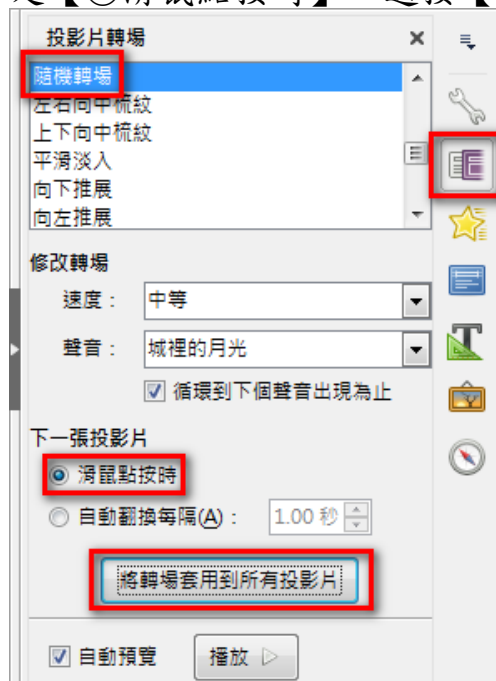 投影片轉場
隨機轉場
左右向中梳紋
上下向中梳紋
平滑淡入
向下推展
向左推展
修改轉場
速度： 中等
聲音： 城裡的月光
循環到下個聲音出現為止
下一張投影片
滑鼠點按時
自動翻換每隔(A)： 1.00 秒
將轉場套用到所有投影片
自動預覽 播放